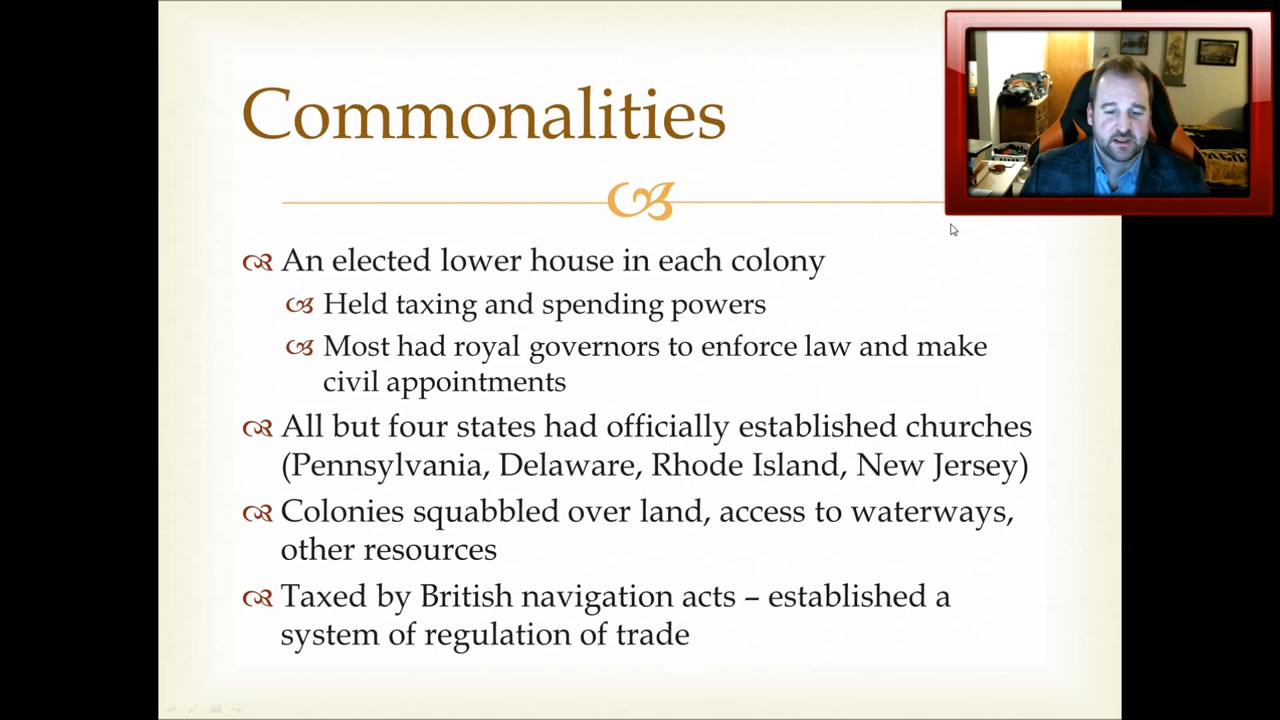 Commonalities
An elected lower house in each colony
Held taxing and spending powers
Most had royal governors to enforce law and make
civil appointments
All but four states had officially established churches
(Pennsylvania, Delaware, Rhode Island, New Jersey)
Colonies squabbled over land, access to waterways,
other resources
Taxed by British navigation acts – established a
system of regulation of trade